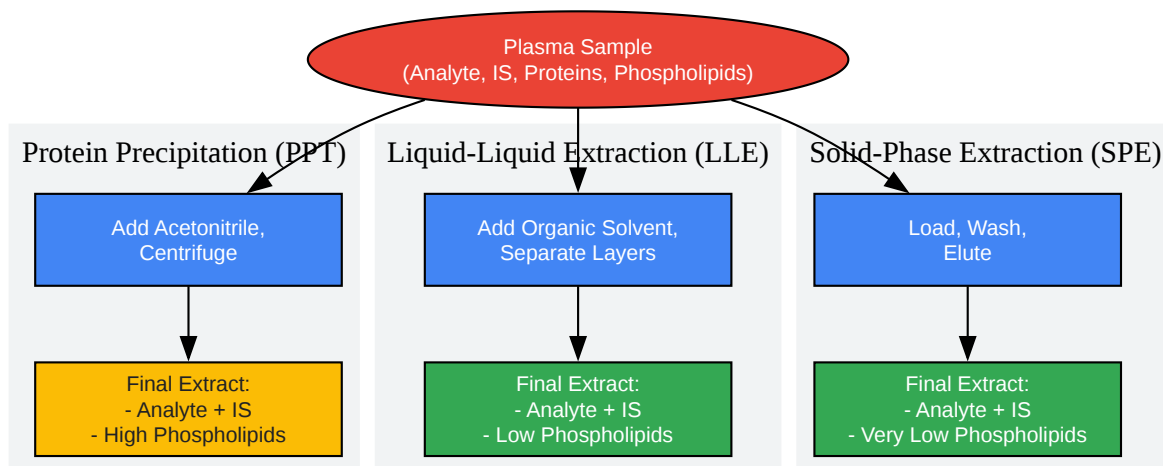 Plasma Sample
(Analyte, IS, Proteins, Phospholipids)
Protein Precipitation (PPT)
Add Acetonitrile,
Centrifuge
Final Extract:
- Analyte + IS
- High Phospholipids
Liquid-Liquid Extraction (LLE)
Add Organic Solvent,
Separate Layers
Final Extract:
- Analyte + IS
- Low Phospholipids
Solid-Phase Extraction (SPE)
Load, Wash,
Elute
Final Extract:
- Analyte + IS
- Very Low Phospholipids